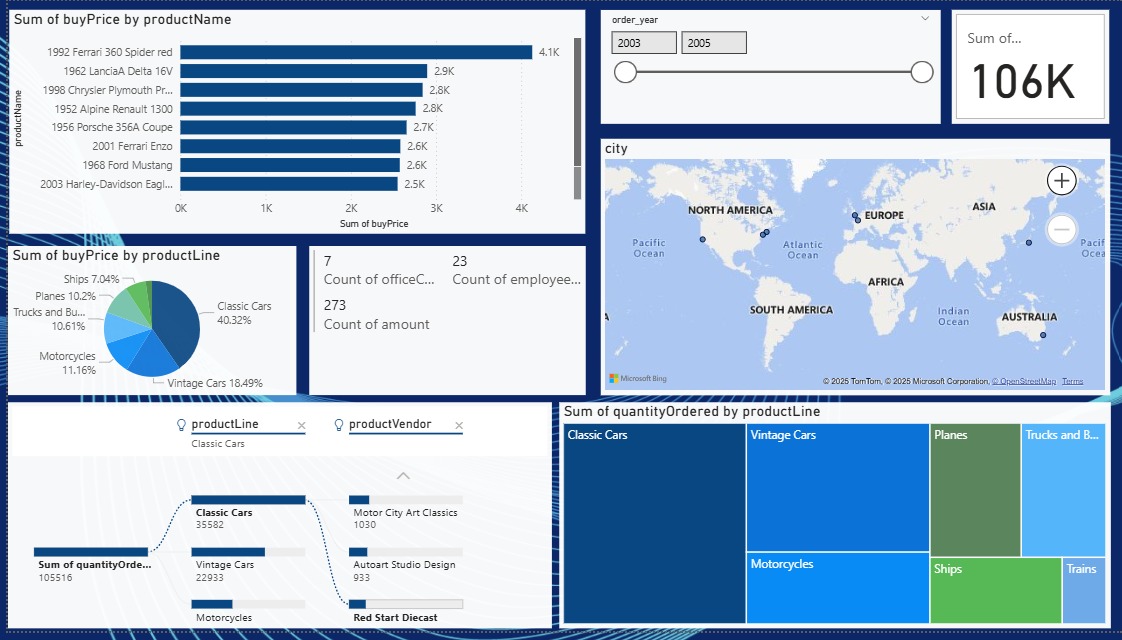 Sum of buyPrice by productName
productName
1992 Ferrari 360 Spider red
4.1K
1962 LanciaA Delta 16V
2.9K
1998 Chrysler Plymouth Pr...
2.8K
1952 Alpine Renault 1300
2.8K
1956 Porsche 356A Coupe
2.7K
2001 Ferrari Enzo
2.6K
1968 Ford Mustang
2.6K
2003 Harley-Davidson Eagl...
2.5K
0K 1K 2K 3K 4K
Sum of buyPrice
order_year
2003 2005
Sum of...
106K
city
NORTH AMERICA
EUROPE
ASIA
Pacific
Ocean
Atlantic
Ocean
Pacif
Ocean
AFRICA
SOUTH AMERICA
Indian
Ocean
AUSTRALIA
A
Microsoft Bing
© 2025 TomTom, © 2025 Microsoft Corporation, © OpenStreetMap Terms
Sum of buyPrice by productLine
Ships 7.04%
Planes 10.2%
Trucks and Bu...
10.61%
Motorcycles
11.16%
Classic Cars
40.32%
Vintage Cars 18.49%
7
Count of officeC...
23
Count of employee...
273
Count of amount
productLine
Classic Cars
productVendor
Sum of quantityOrde...
105516
Classic Cars
35582
Vintage Cars
22933
Motorcycles
Motor City Art Classics
1030
Autoart Studio Design
933
Red Start Diecast
Sum of quantityOrdered by productLine
Classic Cars
Vintage Cars
Motorcycles
Planes
Trucks and B...
Ships
Trains